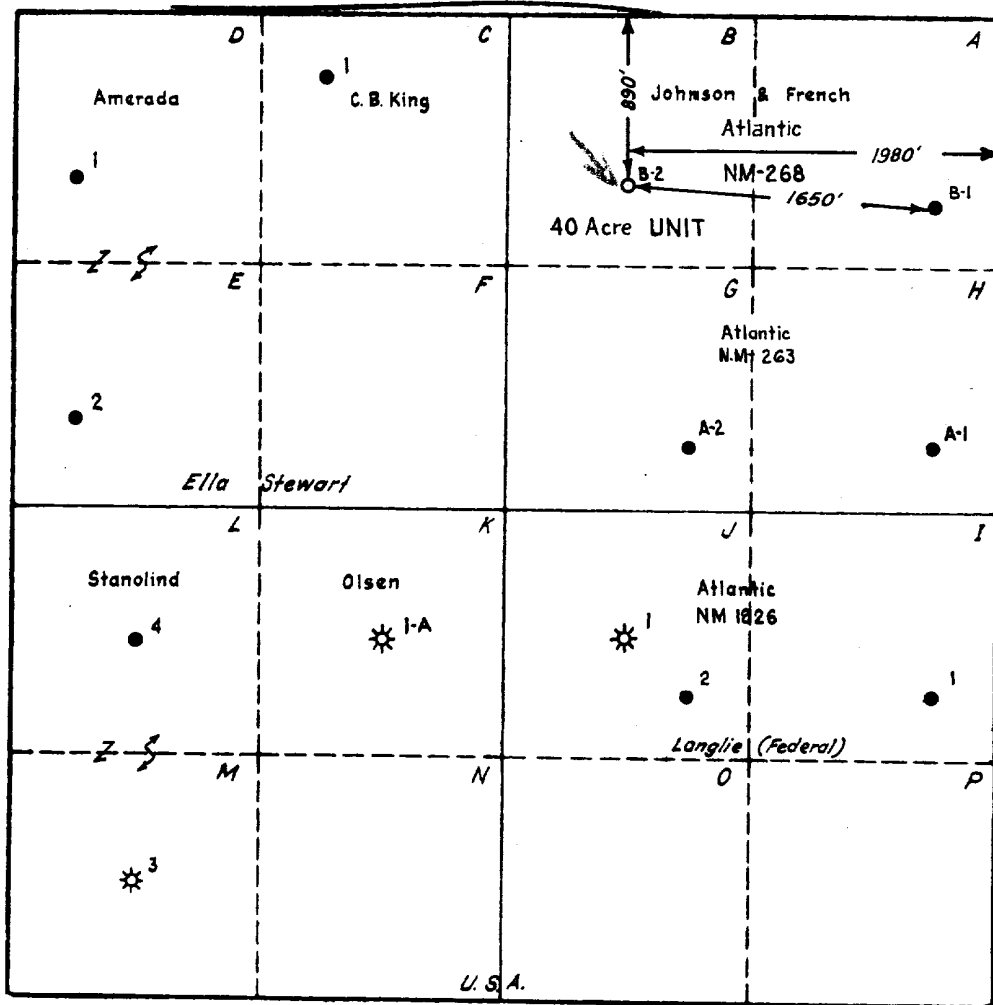 D C B A
1
Amerada C. B. King 890' Johnson & French
Atlantic
1 1980'
B-2 NM-268
1650' B-1
40 Acre UNIT
Z
E F G H
Atlantic
N.M. 263
2
A-2 A-1
Ella Stewart
L K J I
Stanolind Olsen Atlantic
NM 1826
4 1-A 1
2 1
Langlie (Federal)
Z
M N O P
3
U.S.A.